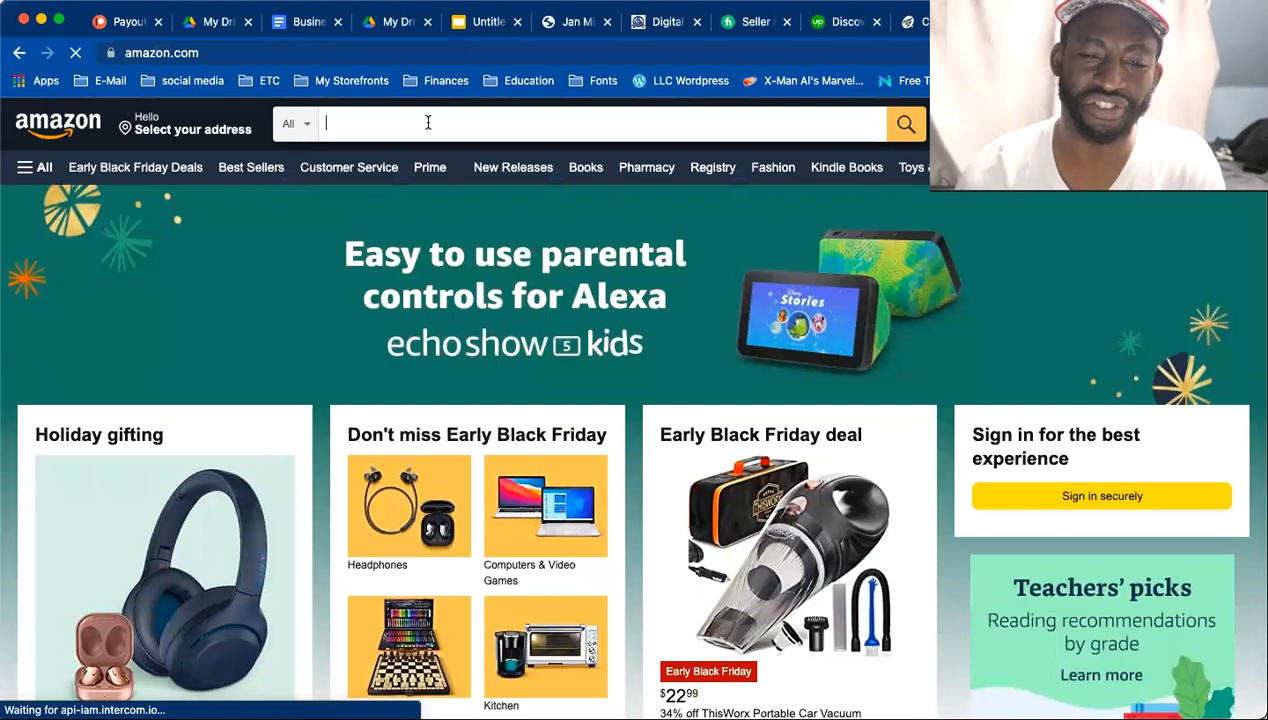 Payout
My Dri
Busine
My Dri
Untitle
Jan Mi
Digital
Seller
Discov
amazon.com
Apps
E-Mail
social media
ETC
My Storefronts
Finances
Education
Fonts
LLC Wordpress
X-Man Al's Marvel...
Free T
amazon
Hello
Select your address
All
All
Early Black Friday Deals
Best Sellers
Customer Service
Prime
New Releases
Books
Pharmacy
Registry
Fashion
Kindle Books
Toys
Easy to use parental
controls for Alexa
echo show 5 kids
Disney
Stories
Holiday gifting
Don't miss Early Black Friday
Early Black Friday deal
Sign in for the best
experience
Sign in securely
Headphones
Computers & Video
Games
Kitchen
THISWORX
Early Black Friday
$22 99
34% off ThisWorx Portable Car Vacuum
Teachers' picks
Reading recommendations
by grade
Learn more
Waiting for api-iam.intercom.io...